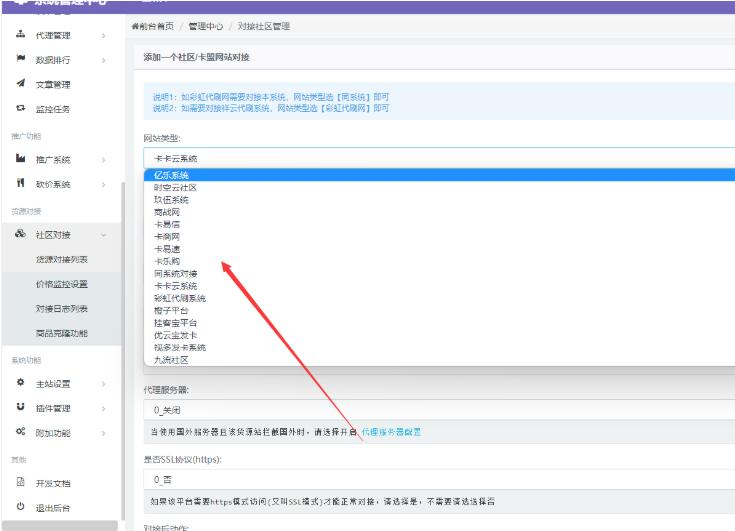 系统管理中心
代理管理
数据排行
文章管理
监控任务
推广功能
推广系统
砍价系统
货源对接
社区对接
货源对接列表
价格监控设置
对接日志列表
商品克隆功能
系统功能
主站设置
插件管理
附加功能
其他
开发文档
退出后台
前台首页 / 管理中心 / 对接社区管理
添加一个社区/卡盟网站对接
说明1：如彩虹代刷网需要对接本系统，网站类型选【同系统】即可
说明2：如需要对接祥云代刷系统，网站类型选【彩虹代刷网】即可
网站类型:
卡卡云系统
亿乐系统
时空云社区
玖伍系统
商战网
卡易信
卡商网
卡易速
卡乐购
同系统对接
卡卡云系统
彩虹代刷系统
橙子平台
挂客宝平台
优云宝发卡
视多发卡系统
九流社区
代理服务器:
0_关闭
当使用国外服务器且该货源站拦截国外时，请选择开启 代理服务器配置
是否SSL协议(https):
0_否
如果该平台需要https模式访问(又叫SSL模式)才能正常对接，请选择是，不需要请选选择否
对接后动作: